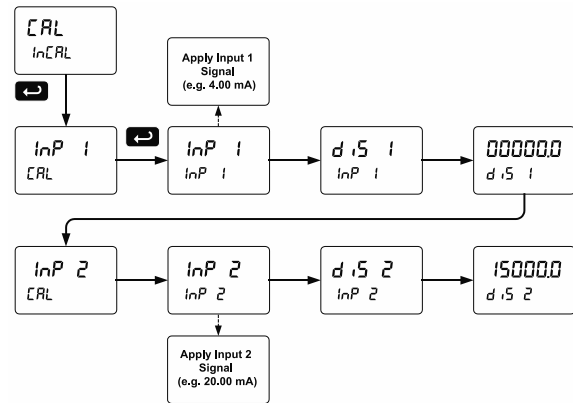 CAL
InCAL
Apply Input 1
Signal
(e.g. 4.00 mA)
InP 1
CAL
InP 1
InP 1
diS 1
InP 1
00000.0
diS 1
InP 2
CAL
InP 2
InP 2
diS 2
InP 2
15000.0
diS 2
Apply Input 2
Signal
(e.g. 20.00 mA)